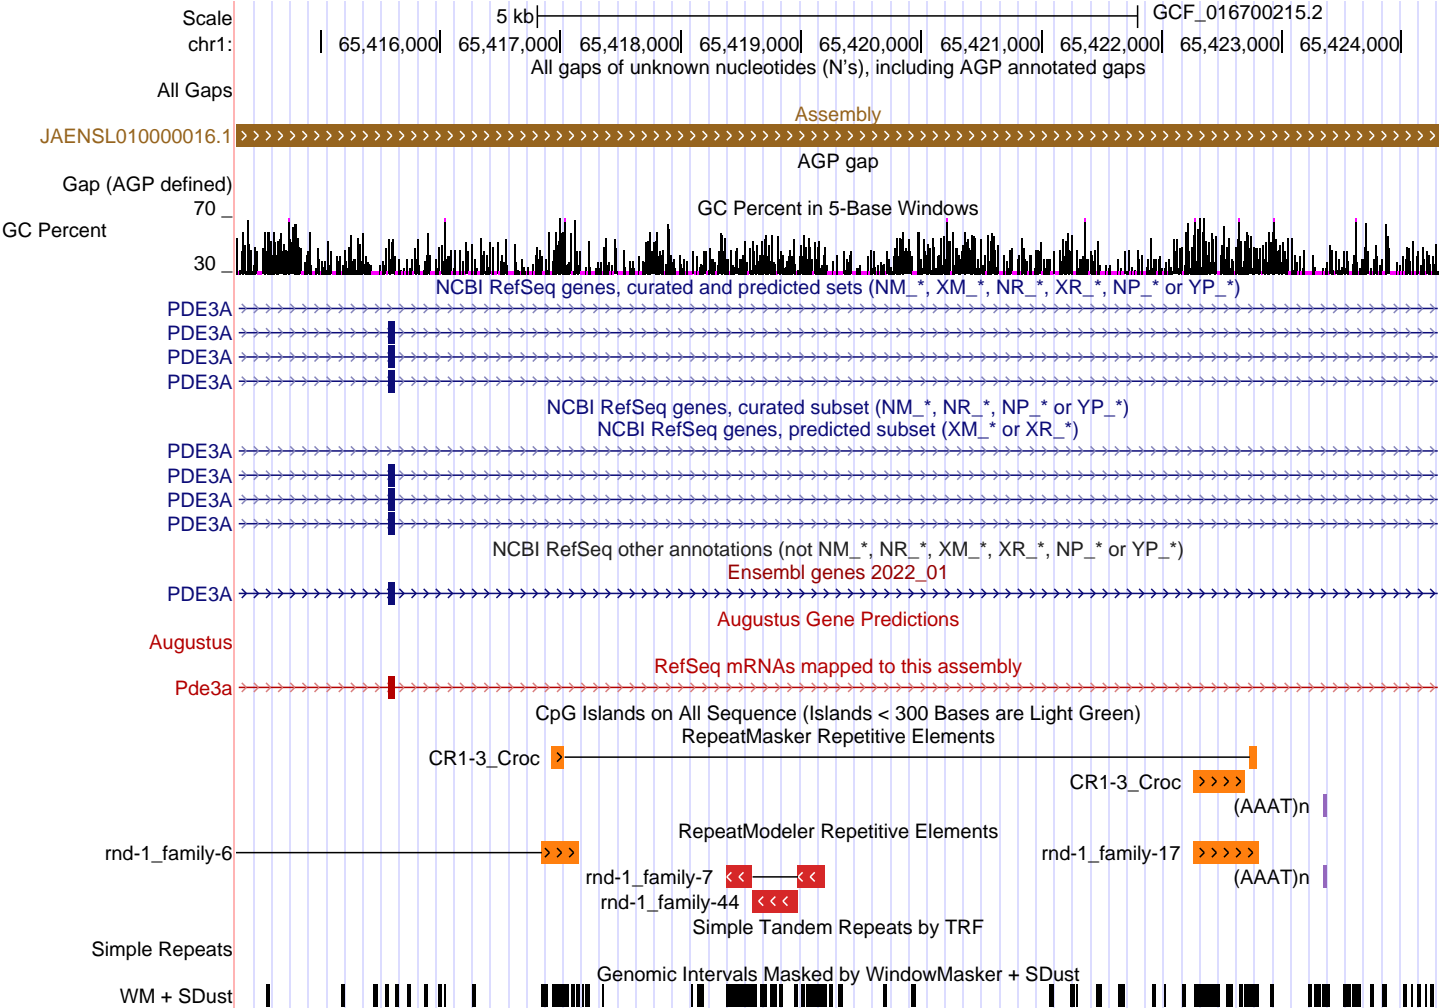 Scale 5 kb GCF_016700215.2
chr1: 65,416,000 65,417,000 65,418,000 65,419,000 65,420,000 65,421,000 65,422,000 65,423,000 65,424,000
All gaps of unknown nucleotides (N's), including AGP annotated gaps
All Gaps
Assembly
JAENSL010000016.1
AGP gap
Gap (AGP defined)
70 _
GC Percent in 5-Base Windows
GC Percent
30 _
NCBI RefSeq genes, curated and predicted sets (NM_*, XM_*, NR_*, XR_*, NP_* or YP_*)
PDE3A
PDE3A
PDE3A
PDE3A
NCBI RefSeq genes, curated subset (NM_*, NR_*, NP_* or YP_*)
NCBI RefSeq genes, predicted subset (XM_* or XR_*)
PDE3A
PDE3A
PDE3A
PDE3A
NCBI RefSeq other annotations (not NM_*, NR_*, XM_*, XR_*, NP_* or YP_*)
Ensembl genes 2022_01
PDE3A
Augustus Gene Predictions
Augustus
RefSeq mRNAs mapped to this assembly
Pde3a
CpG Islands on All Sequence (Islands < 300 Bases are Light Green)
RepeatMasker Repetitive Elements
CR1-3_Croc
CR1-3_Croc
(AAAT)n
RepeatModeler Repetitive Elements
rnd-1_family-6 rnd-1_family-17
rnd-1_family-7 (AAAT)n
rnd-1_family-44
Simple Tandem Repeats by TRF
Simple Repeats
Genomic Intervals Masked by WindowMasker + SDust
WM + SDust